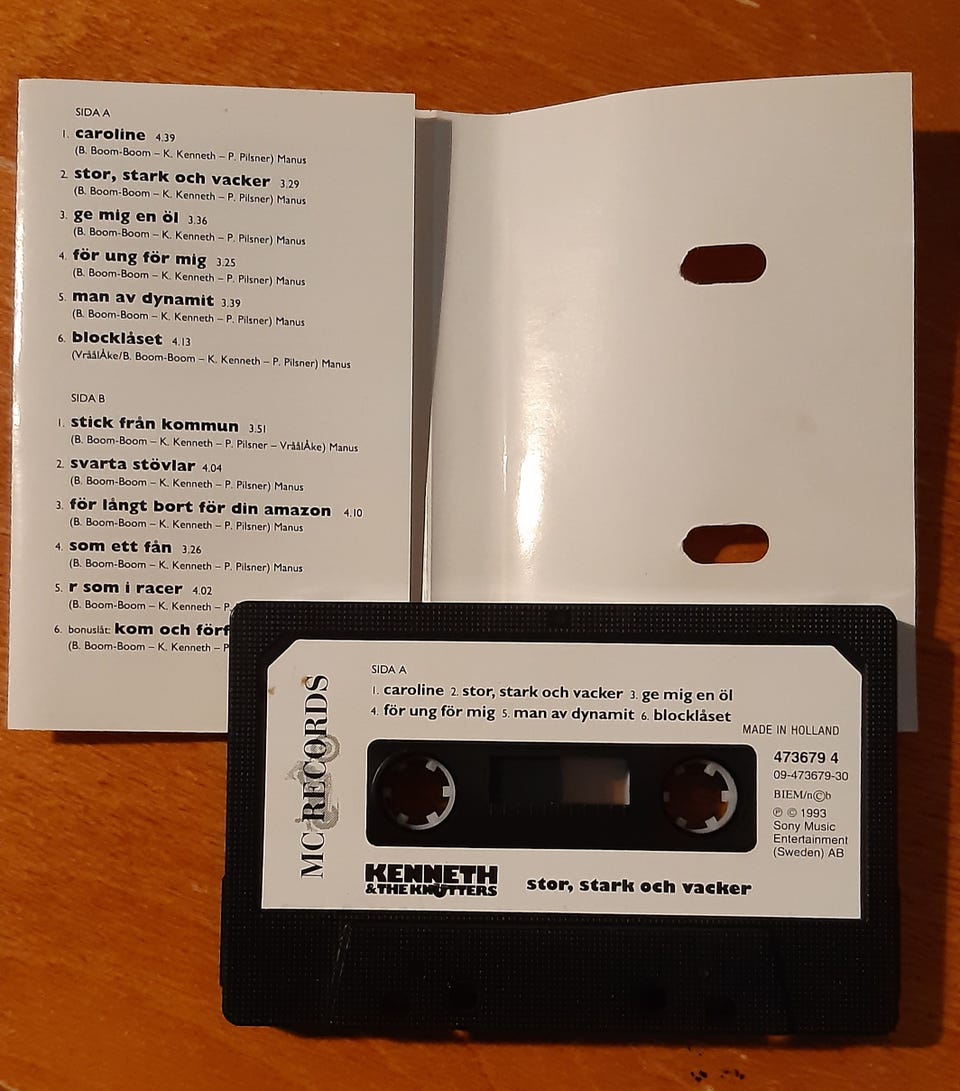 SIDA A
1. caroline 4.39
(B. Boom-Boom – K. Kenneth – P. Pilsner) Manus
2. stor, stark och vacker 3.29
(B. Boom-Boom – K. Kenneth – P. Pilsner) Manus
3. ge mig en öl 3.36
(B. Boom-Boom – K. Kenneth – P. Pilsner) Manus
4. för ung för mig 3.25
(B. Boom-Boom – K. Kenneth – P. Pilsner) Manus
5. man av dynamit 3.39
(B. Boom-Boom – K. Kenneth – P. Pilsner) Manus
6. blocklåset 4.13
(VråålÅke/B. Boom-Boom – K. Kenneth – P. Pilsner) Manus
SIDA B
1. stick från kommun 3.51
(B. Boom-Boom – K. Kenneth – P. Pilsner – VråålÅke) Manus
2. svarta stövlar 4.04
(B. Boom-Boom – K. Kenneth – P. Pilsner) Manus
3. för långt bort för din amazon 4.10
(B. Boom-Boom – K. Kenneth – P. Pilsner) Manus
4. som ett fån 3.26
(B. Boom-Boom – K. Kenneth – P. Pilsner) Manus
5. r som i racer 4.02
(B. Boom-Boom – K. Kenneth – P.
6. bonuslåt: kom och förf
(B. Boom-Boom – K. Kenneth – P
MC RECORDS
SIDA A
1. caroline 2. stor, stark och vacker 3. ge mig en öl
4. för ung för mig 5. man av dynamit 6. blocklåset
MADE IN HOLLAND
473679 4
09-473679-30
BIEM/n©b
℗ © 1993
Sony Music
Entertainment
(Sweden) AB
KENNETH
& THE KNUTTERS
stor, stark och vacker